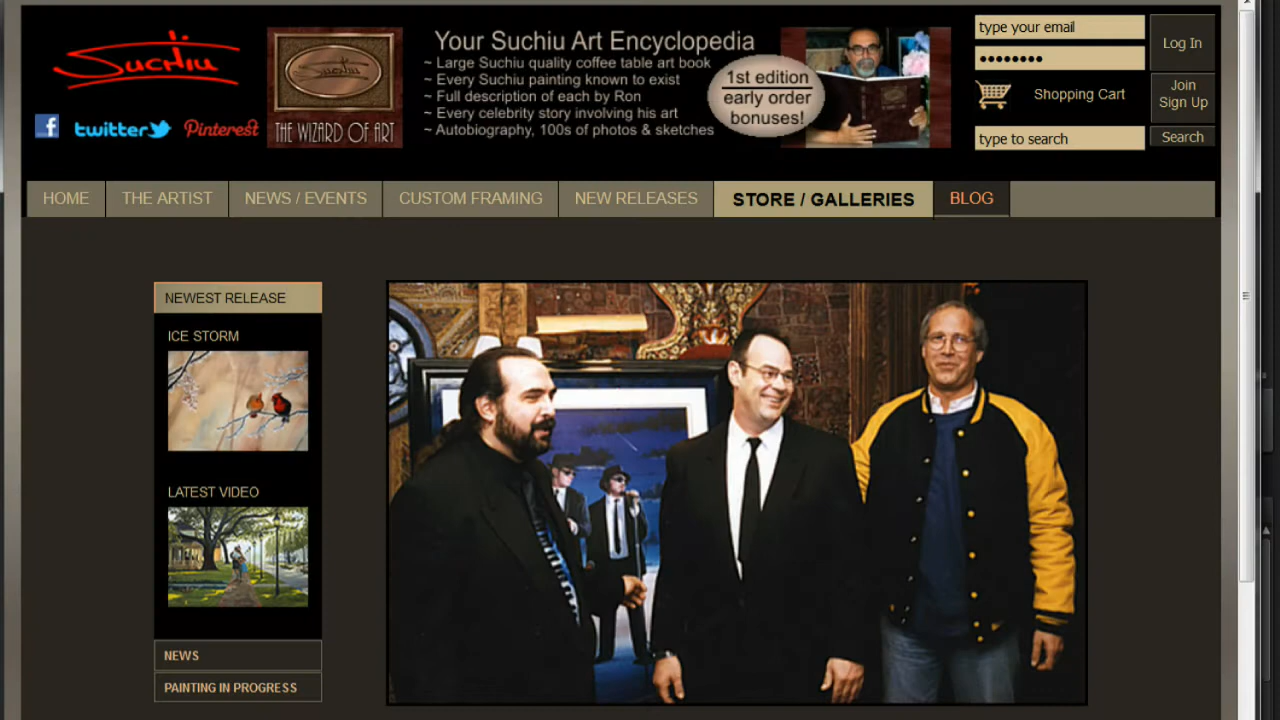 Suchiu
facebook
twitter
Pinterest
Suchiu
THE WIZARD OF ART
Your Suchiu Art Encyclopedia
~ Large Suchiu quality coffee table art book
~ Every Suchiu painting known to exist
~ Full description of each by Ron
~ Every celebrity story involving his art
~ Autobiography, 100s of photos & sketches
1st edition
early order
bonuses!
type your email
Log In
Shopping Cart
Join
Sign Up
type to search
Search
HOME
THE ARTIST
NEWS / EVENTS
CUSTOM FRAMING
NEW RELEASES
STORE / GALLERIES
BLOG
NEWEST RELEASE
ICE STORM
LATEST VIDEO
NEWS
PAINTING IN PROGRESS